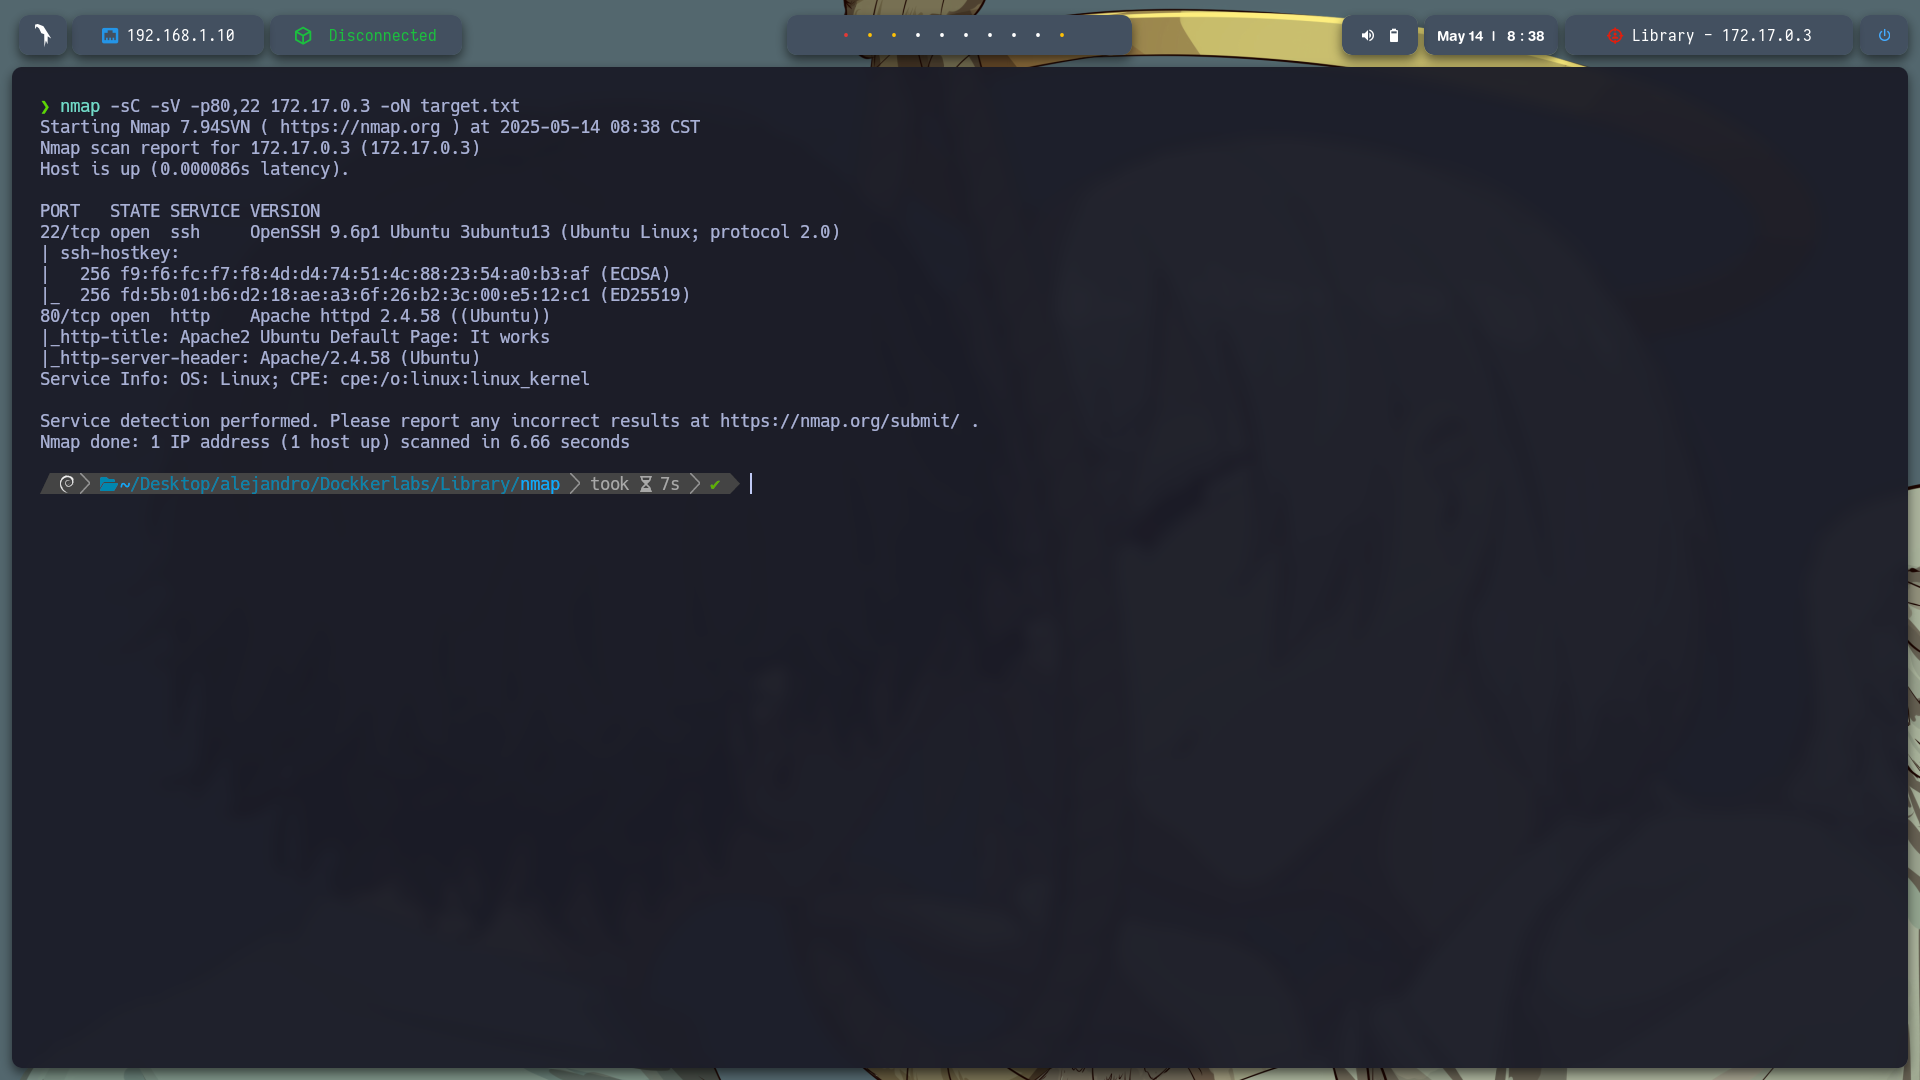 192.168.1.10
Disconnected
May 14 | 8 : 38
Library - 172.17.0.3
❯ nmap -sC -sV -p80,22 172.17.0.3 -oN target.txt
Starting Nmap 7.94SVN ( https://nmap.org ) at 2025-05-14 08:38 CST
Nmap scan report for 172.17.0.3 (172.17.0.3)
Host is up (0.000086s latency).
PORT   STATE SERVICE VERSION
22/tcp open  ssh     OpenSSH 9.6p1 Ubuntu 3ubuntu13 (Ubuntu Linux; protocol 2.0)
| ssh-hostkey:
|   256 f9:f6:fc:f7:f8:4d:d4:74:51:4c:88:23:54:a0:b3:af (ECDSA)
|_  256 fd:5b:01:b6:d2:18:ae:a3:6f:26:b2:3c:00:e5:12:c1 (ED25519)
80/tcp open  http    Apache httpd 2.4.58 ((Ubuntu))
|_http-title: Apache2 Ubuntu Default Page: It works
|_http-server-header: Apache/2.4.58 (Ubuntu)
Service Info: OS: Linux; CPE: cpe:/o:linux:linux_kernel
Service detection performed. Please report any incorrect results at https://nmap.org/submit/ .
Nmap done: 1 IP address (1 host up) scanned in 6.66 seconds
~/Desktop/alejandro/Dockkerlabs/Library/nmap took 7s ✔